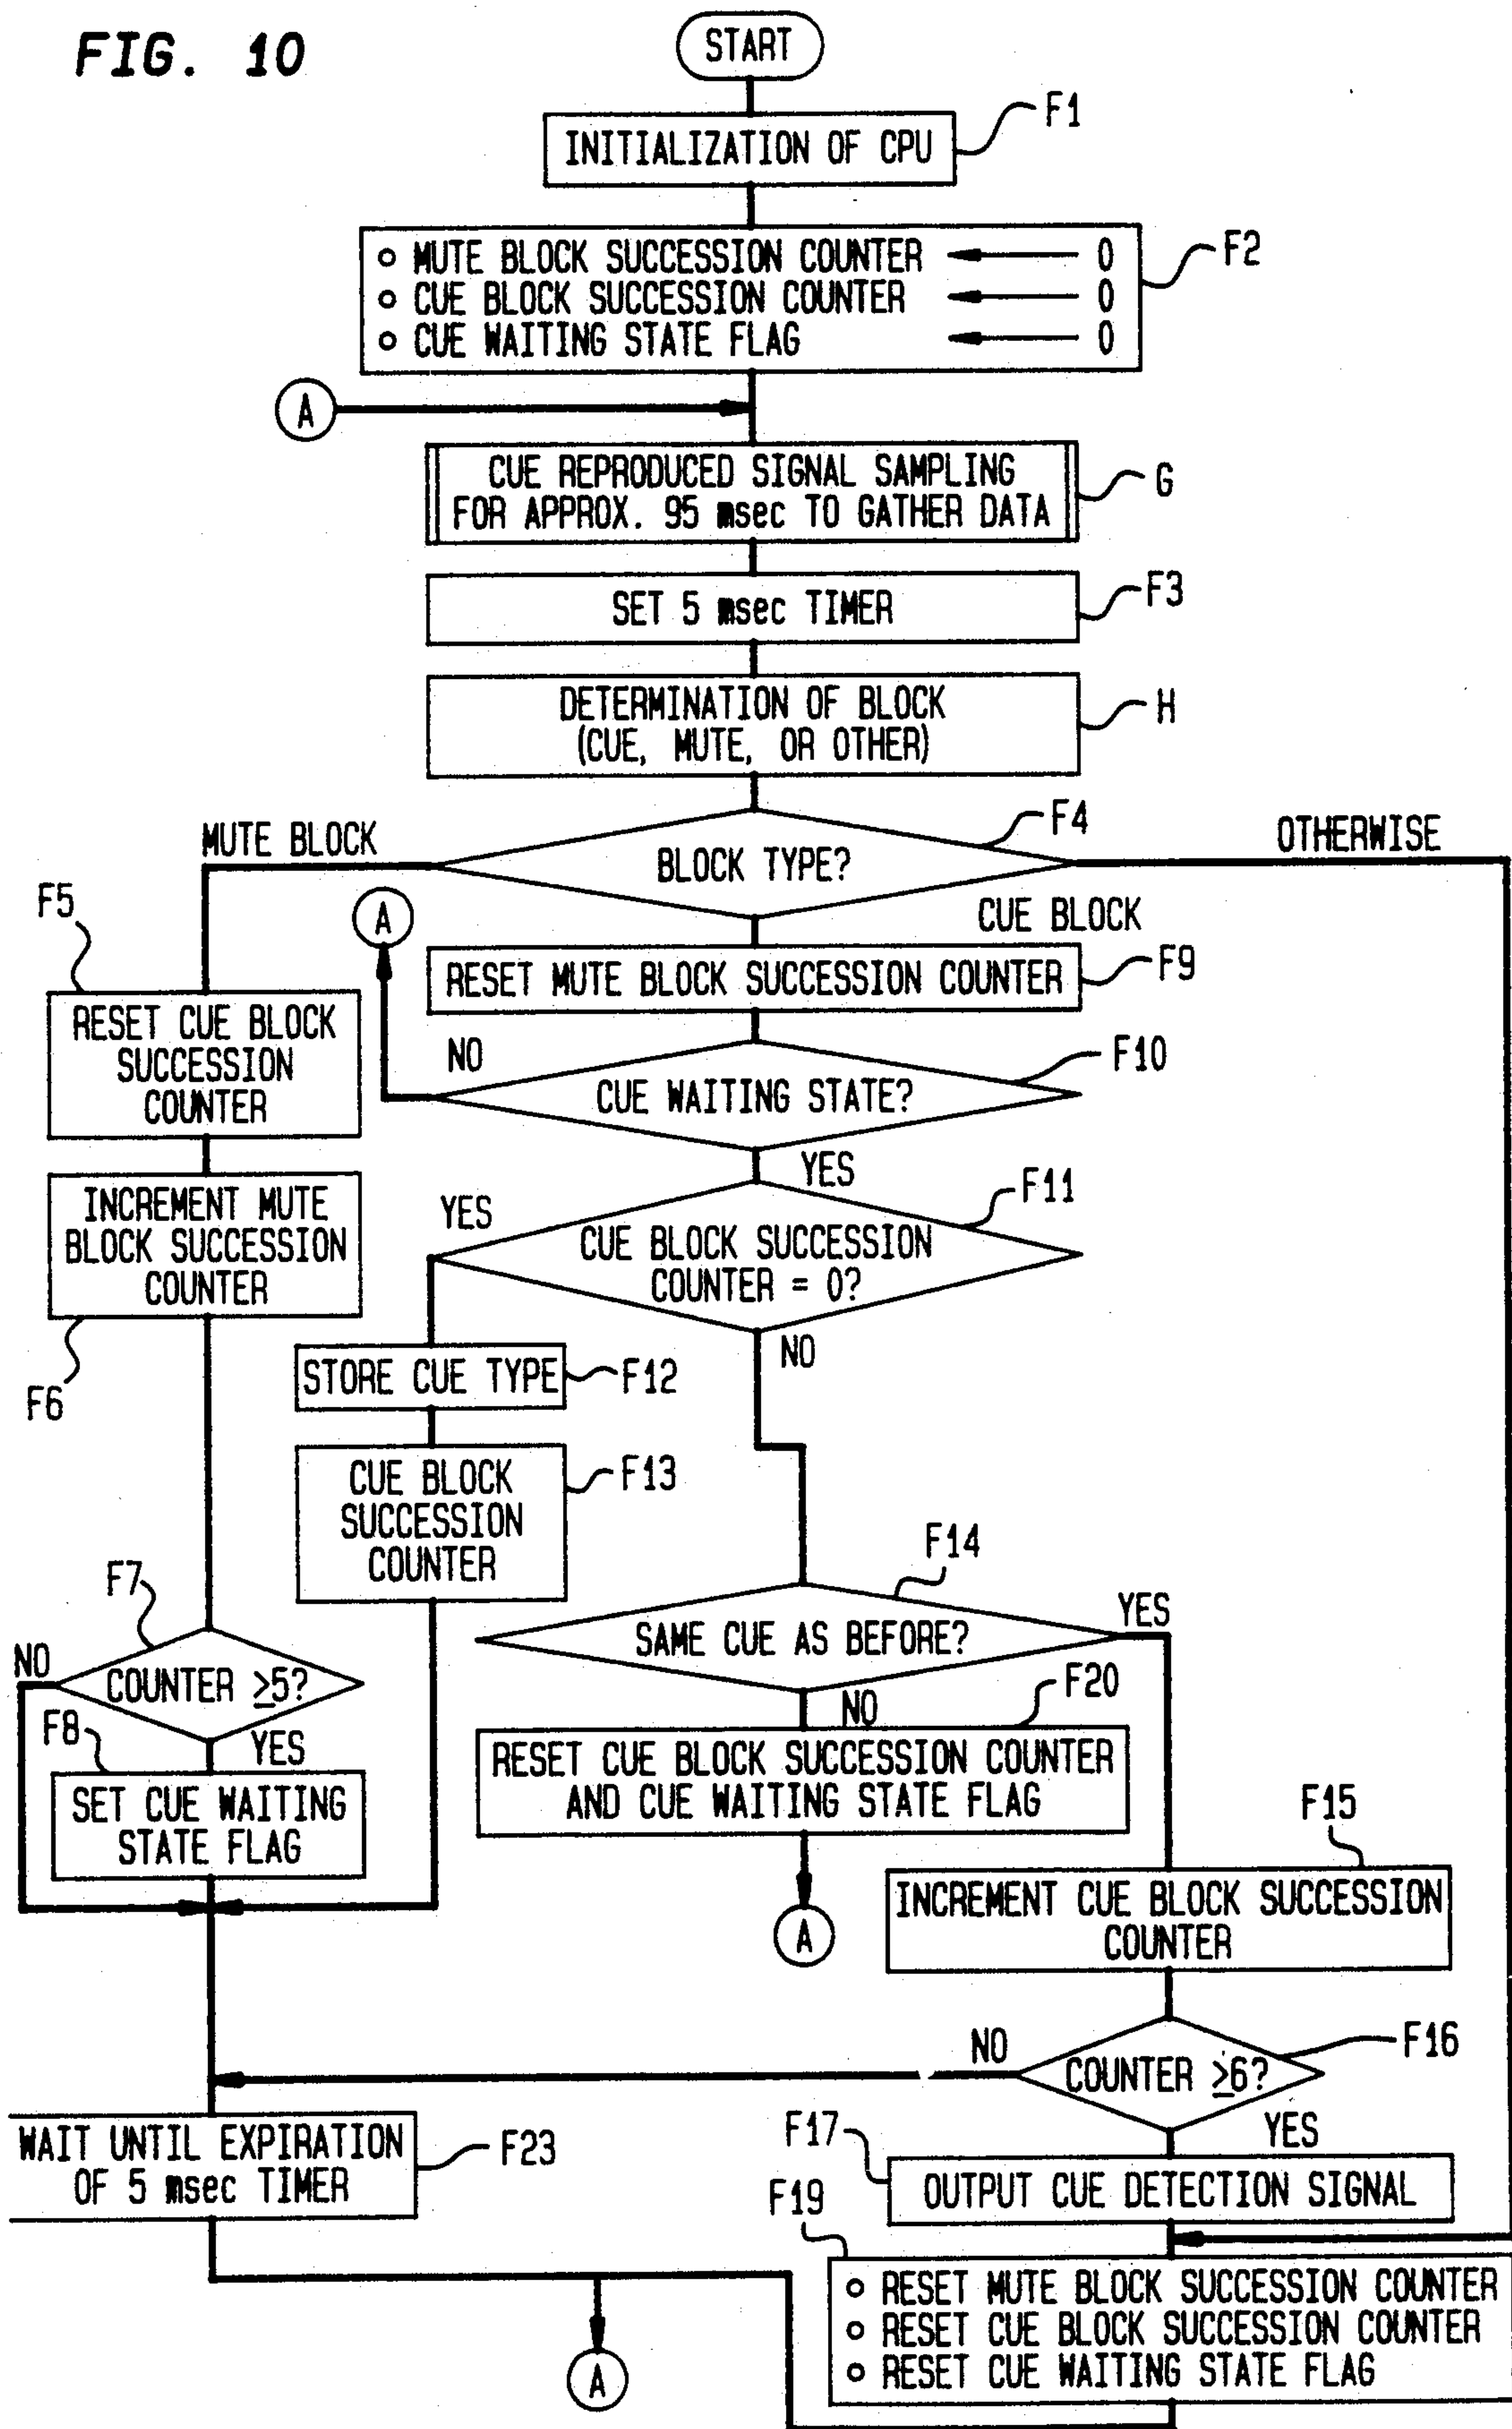 FIG. 10
START
INITIALIZATION OF CPU
F1
○ MUTE BLOCK SUCCESSION COUNTER ← 0
○ CUE BLOCK SUCCESSION COUNTER ← 0
○ CUE WAITING STATE FLAG ← 0
F2
A
CUE REPRODUCED SIGNAL SAMPLING
FOR APPROX. 95 msec TO GATHER DATA
G
SET 5 msec TIMER
F3
DETERMINATION OF BLOCK
(CUE, MUTE, OR OTHER)
H
MUTE BLOCK
BLOCK TYPE?
F4
OTHERWISE
CUE BLOCK
F5
A
RESET MUTE BLOCK SUCCESSION COUNTER
F9
RESET CUE BLOCK
SUCCESSION
COUNTER
NO
CUE WAITING STATE?
F10
YES
INCREMENT MUTE
BLOCK SUCCESSION
COUNTER
F6
YES
CUE BLOCK SUCCESSION
COUNTER = 0?
F11
NO
STORE CUE TYPE
F12
CUE BLOCK
SUCCESSION
COUNTER
F13
F14
SAME CUE AS BEFORE?
YES
NO
F7
NO
COUNTER ≥5?
YES
F8
SET CUE WAITING
STATE FLAG
F20
RESET CUE BLOCK SUCCESSION COUNTER
AND CUE WAITING STATE FLAG
A
F15
INCREMENT CUE BLOCK SUCCESSION
COUNTER
NO
COUNTER ≥6?
F16
YES
WAIT UNTIL EXPIRATION
OF 5 msec TIMER
F23
F17
OUTPUT CUE DETECTION SIGNAL
F19
○ RESET MUTE BLOCK SUCCESSION COUNTER
○ RESET CUE BLOCK SUCCESSION COUNTER
○ RESET CUE WAITING STATE FLAG
A